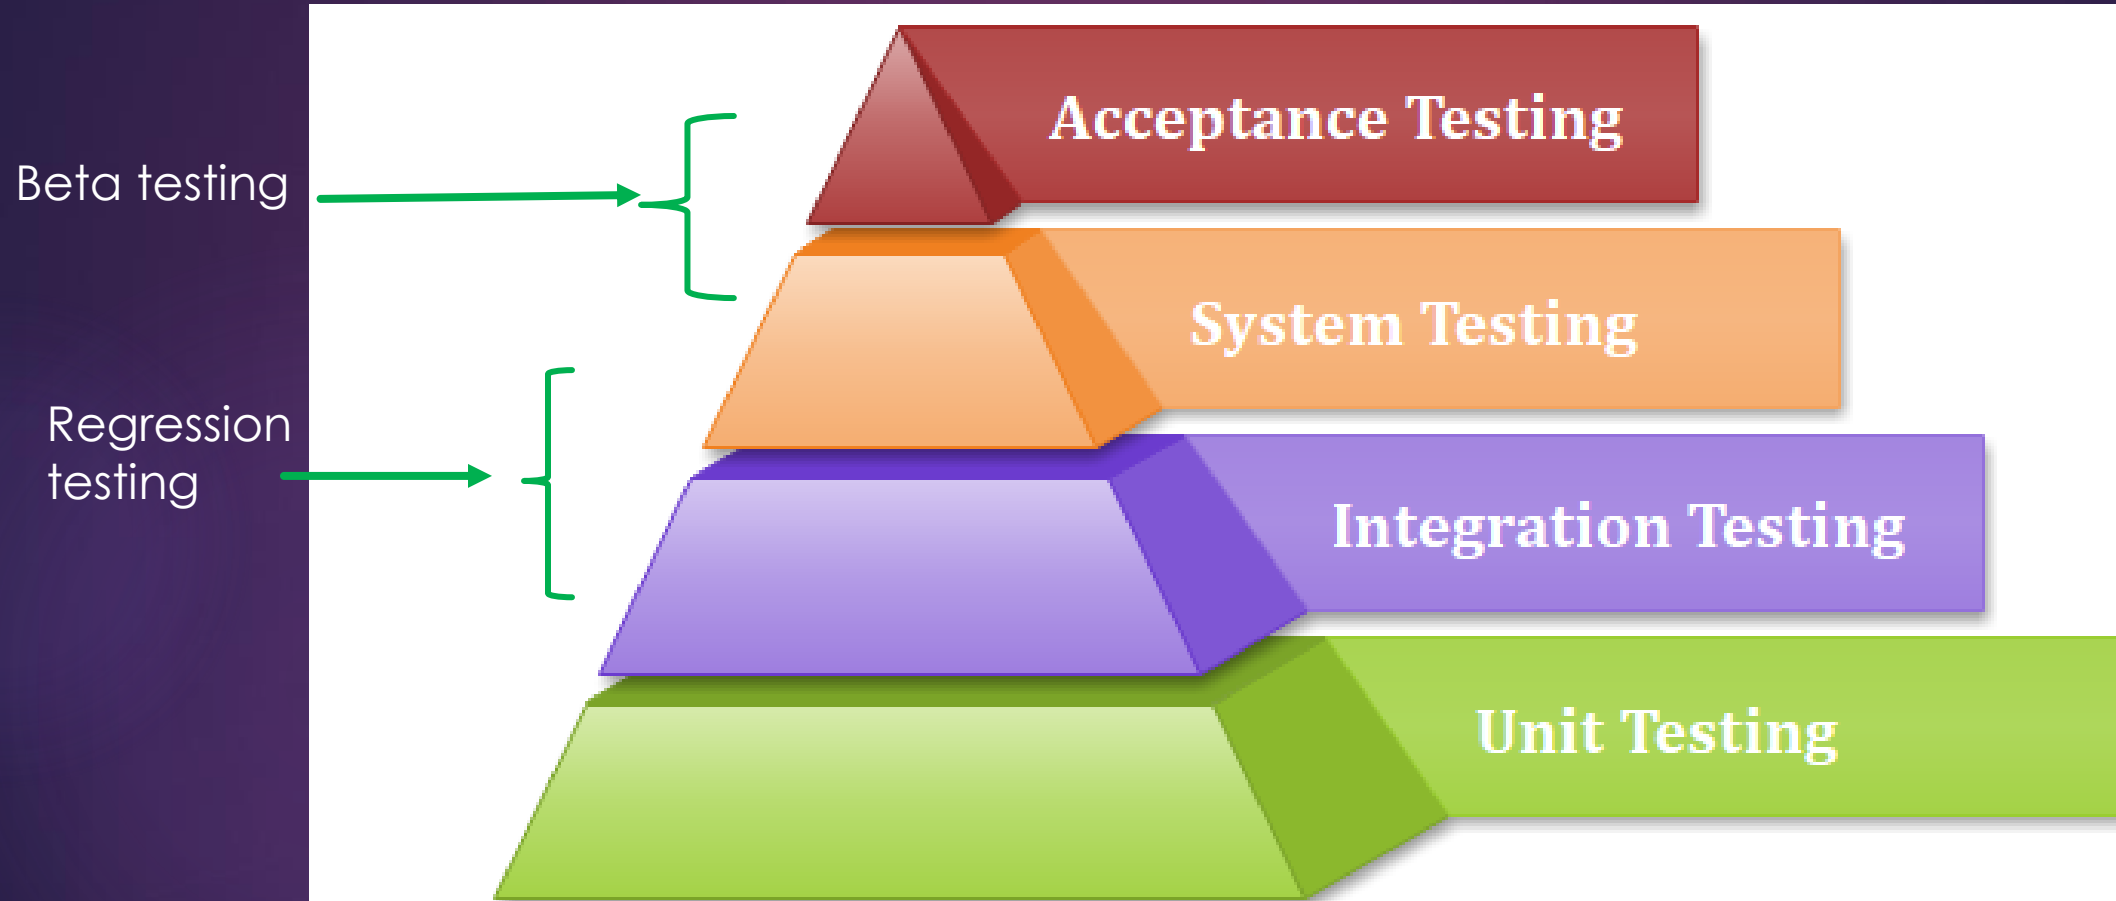 Acceptance Testing
Beta testing
System Testing
Regression
testing
Integration Testing
Unit Testing